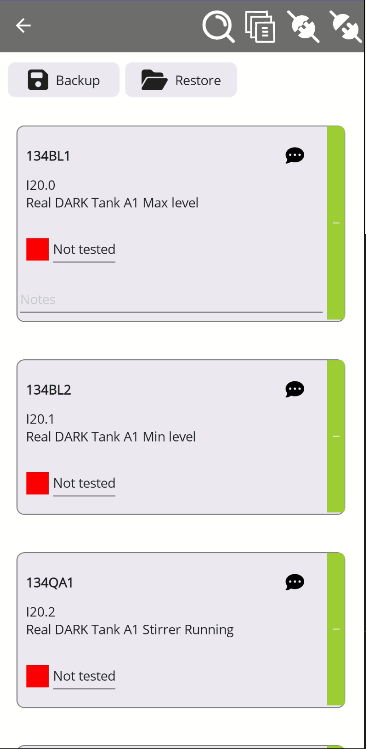 Backup
Restore
134BL1
I20.0
Real DARK Tank A1 Max level
Not tested
Notes
134BL2
I20.1
Real DARK Tank A1 Min level
Not tested
134QA1
I20.2
Real DARK Tank A1 Stirrer Running
Not tested